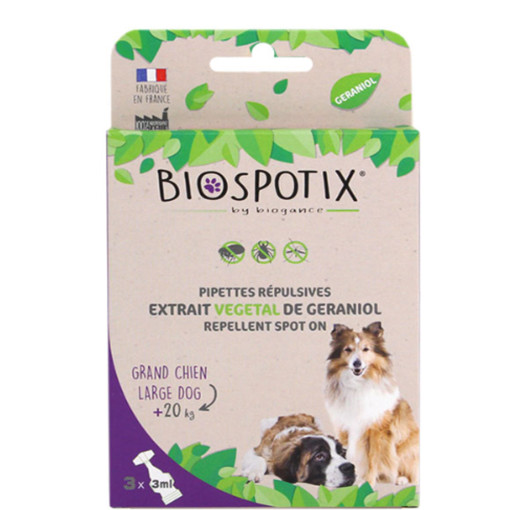 FABRIQUÉ
EN FRANCE
GERANIOL
BIOSPOTIX®
by biogance
PIPETTES RÉPULSIVES
EXTRAIT VEGETAL DE GERANIOL
REPELLENT SPOT ON
GRAND CHIEN
LARGE DOG
+20 kg
3 x 3ml